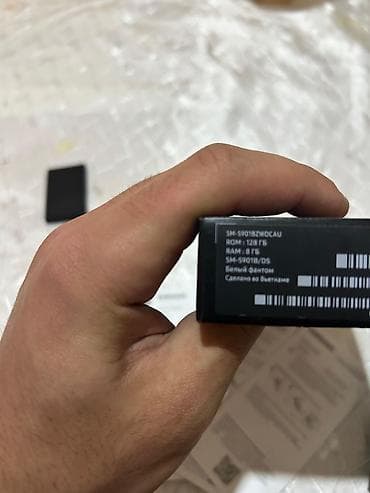 SM-S901BZWDCAU
ROM : 128 ГБ
RAM : 8 ГБ
SM-S901B/DS
Белый фантом
Сделано во Вьетнаме